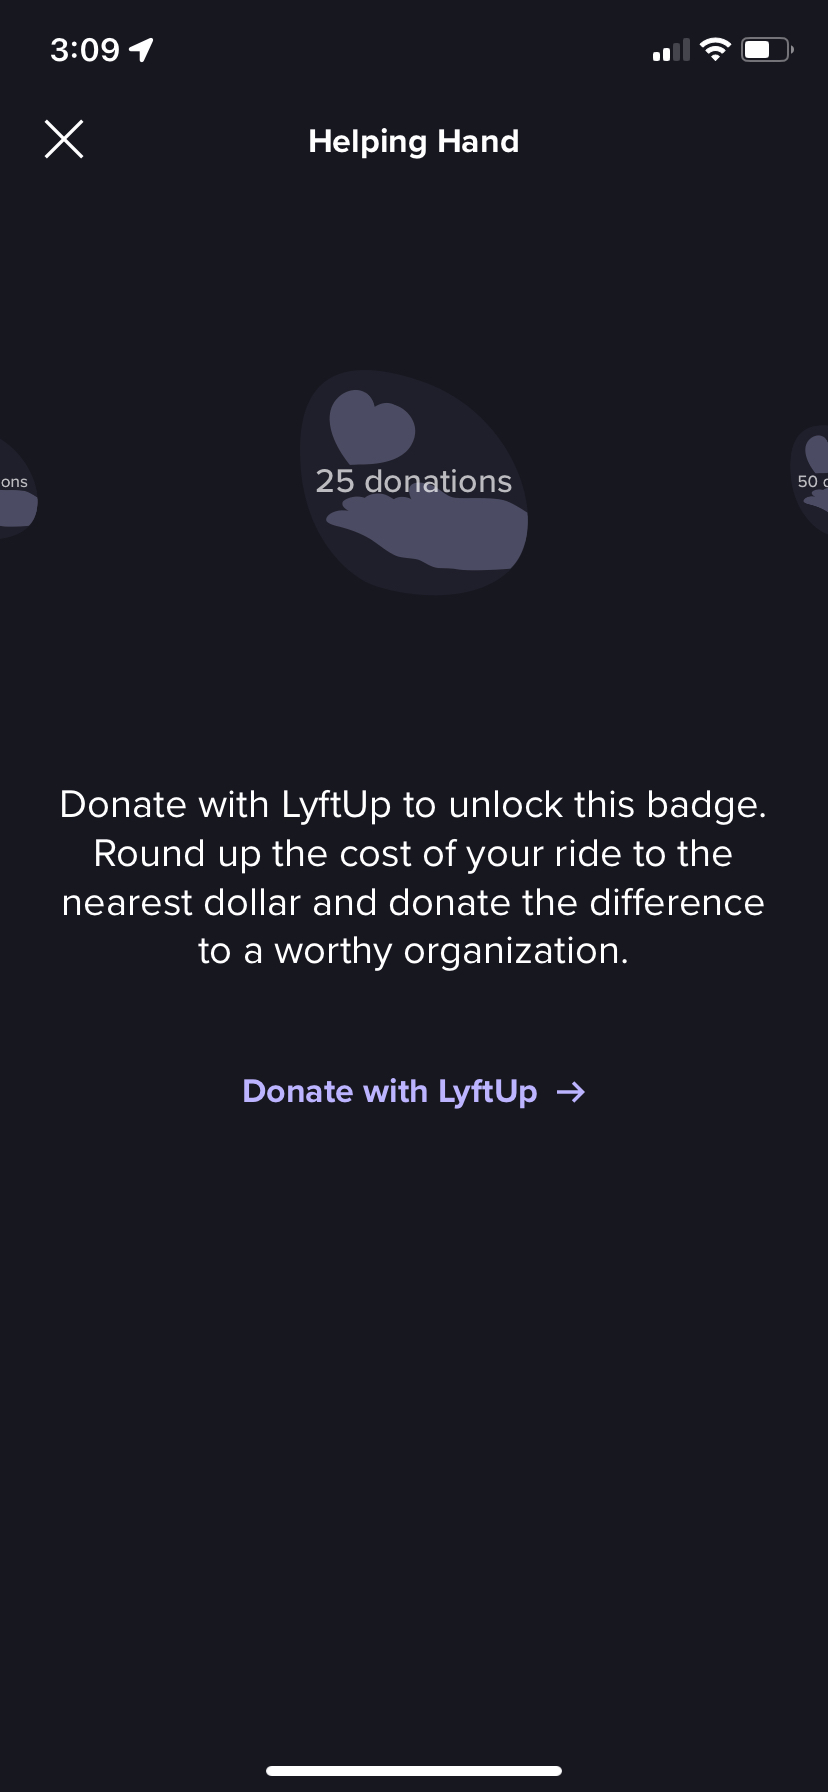 3:09
Helping Hand
ons
25 donations
50
Donate with LyftUp to unlock this badge.
Round up the cost of your ride to the
nearest dollar and donate the difference
to a worthy organization.
Donate with LyftUp →